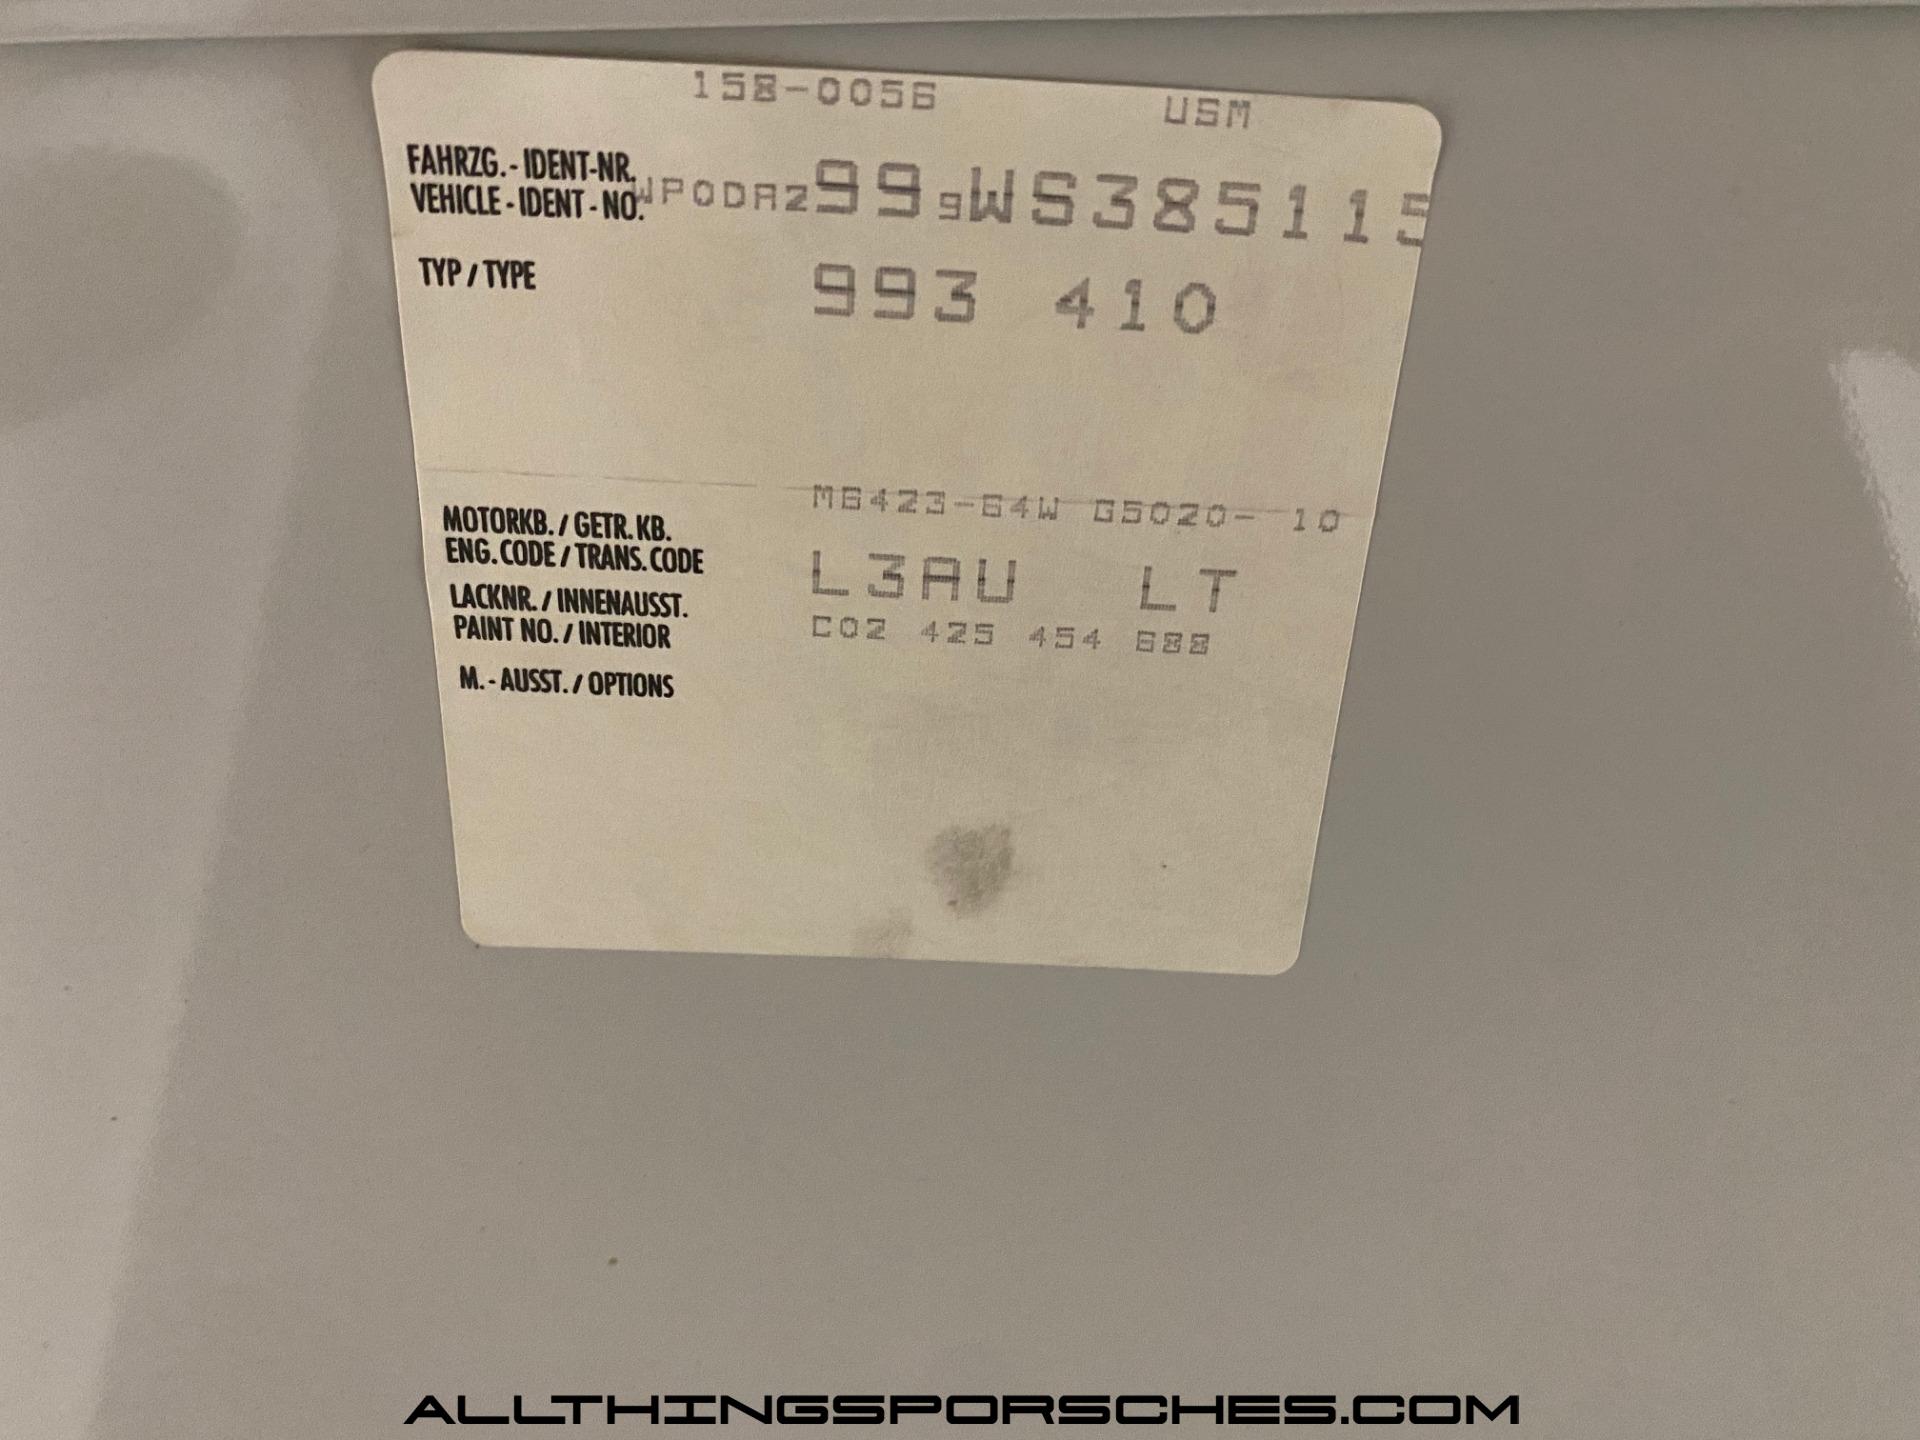 158-0056 USM
FAHRZG.-IDENT-NR.
VEHICLE-IDENT-NO. WP0DA2999WS385115
TYP/TYPE 993 410
M6423-64W G5020- 10
MOTORKB./GETR.KB.
ENG.CODE/TRANS.CODE
L3AU LT
LACKNR./INNENAUSST.
PAINT NO./INTERIOR
C02 425 454 688
M.-AUSST./OPTIONS
ALLTHINGSPORSCHES.COM